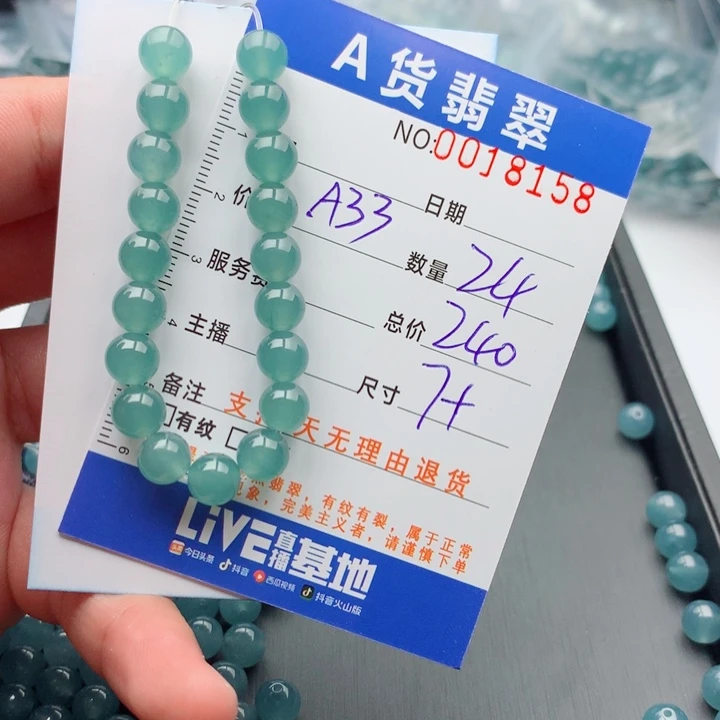 A货翡翠
NO:0018158
日期
价 A33
数量 24
服务费
总价 240
主播
尺寸 7+
备注
有纹
支 天无理由退货
然翡翠，有纹有裂，属于正常
现象，完美主义者，请谨慎下单
LiVE直播基地
今日头条 抖音 西瓜视频 抖音火山版
1
2
3
4
6